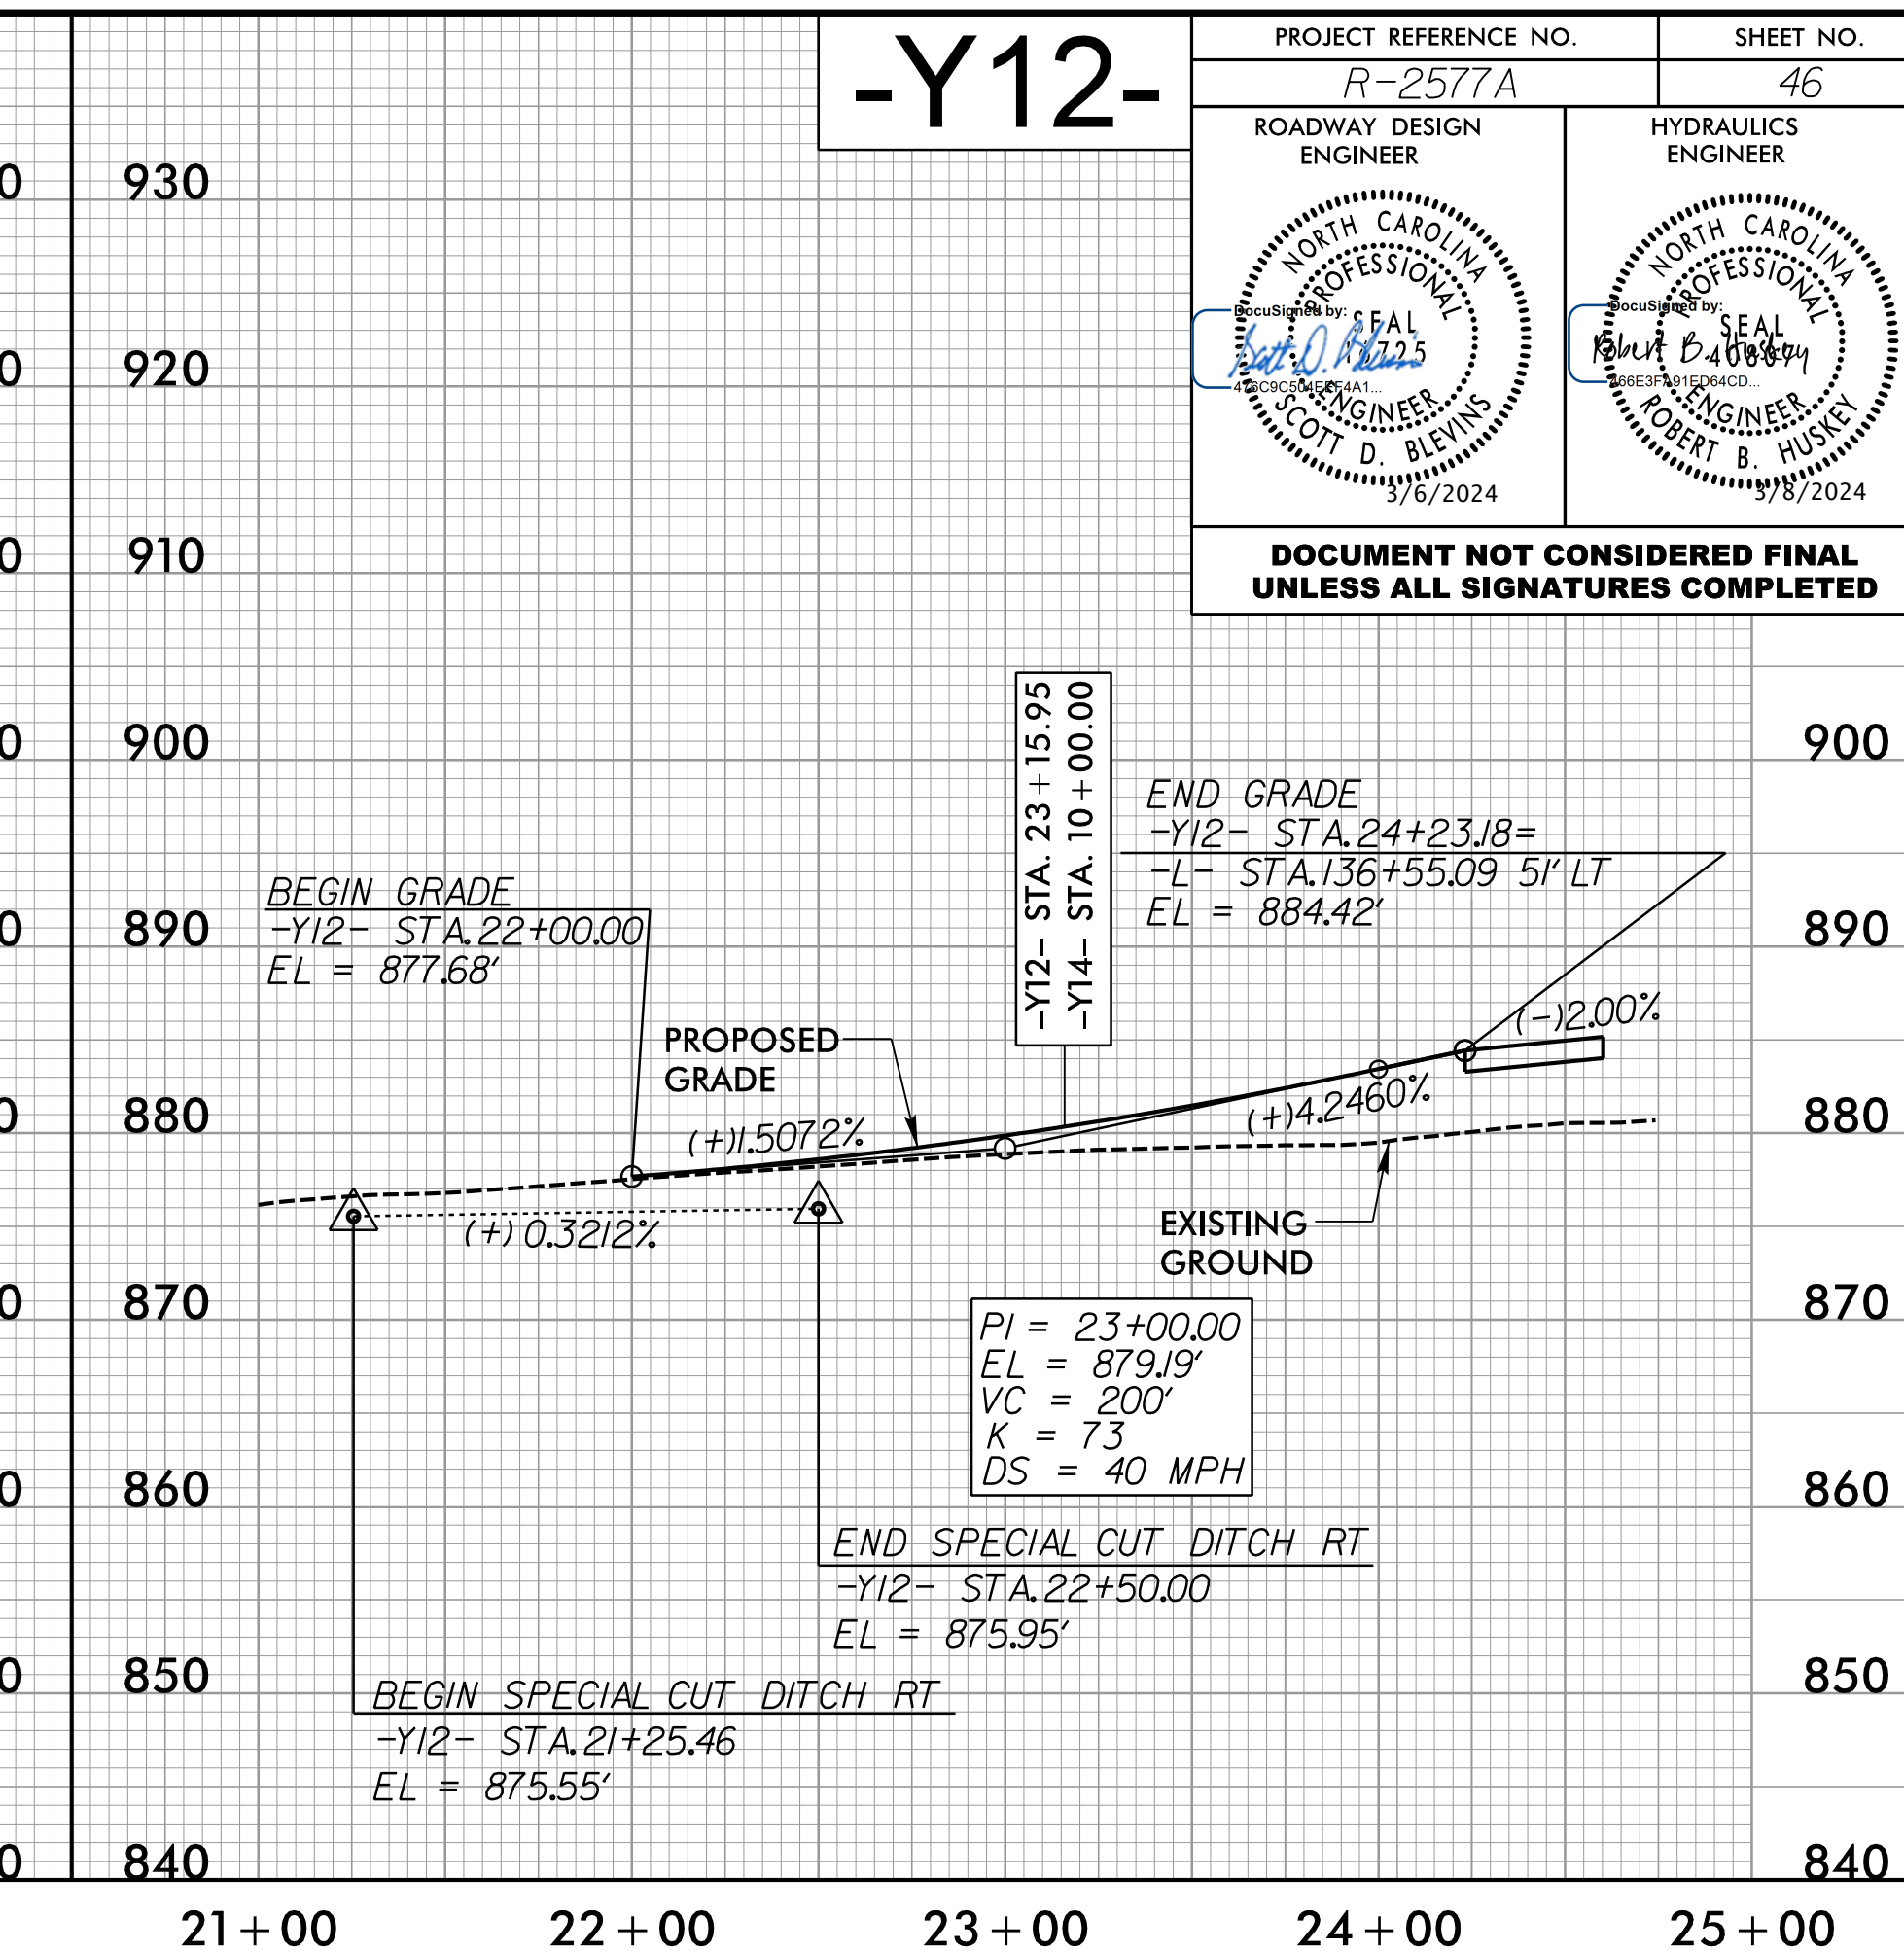 -Y12-
PROJECT REFERENCE NO.
SHEET NO.
R-2577A
46
ROADWAY DESIGN
ENGINEER
HYDRAULICS
ENGINEER
NORTH CAROLINA
PROFESSIONAL
DocuSigned by:
SEAL
Scott D. Blevins
ENGINEER
SCOTT D. BLEVINS
3/6/2024
NORTH CAROLINA
PROFESSIONAL
DocuSigned by:
SEAL
Robert B. Huskey
ENGINEER
ROBERT B. HUSKEY
3/8/2024
DOCUMENT NOT CONSIDERED FINAL
UNLESS ALL SIGNATURES COMPLETED
930
920
910
900
890
880
870
860
850
840
900
890
880
870
860
850
840
-Y12- STA. 23+15.95
-Y14- STA. 10+00.00
END GRADE
-Y12- STA.24+23.18=
-L- STA.136+55.09 51' LT
EL = 884.42'
BEGIN GRADE
-Y12- STA.22+00.00
EL = 877.68'
PROPOSED
GRADE
(-)2.00%
(+)1.5072%
(+)4.2460%
(+)0.3212%
EXISTING
GROUND
PI = 23+00.00
EL = 879.19'
VC = 200'
K = 73
DS = 40 MPH
END SPECIAL CUT DITCH RT
-Y12- STA.22+50.00
EL = 875.95'
BEGIN SPECIAL CUT DITCH RT
-Y12- STA.21+25.46
EL = 875.55'
21+00
22+00
23+00
24+00
25+00